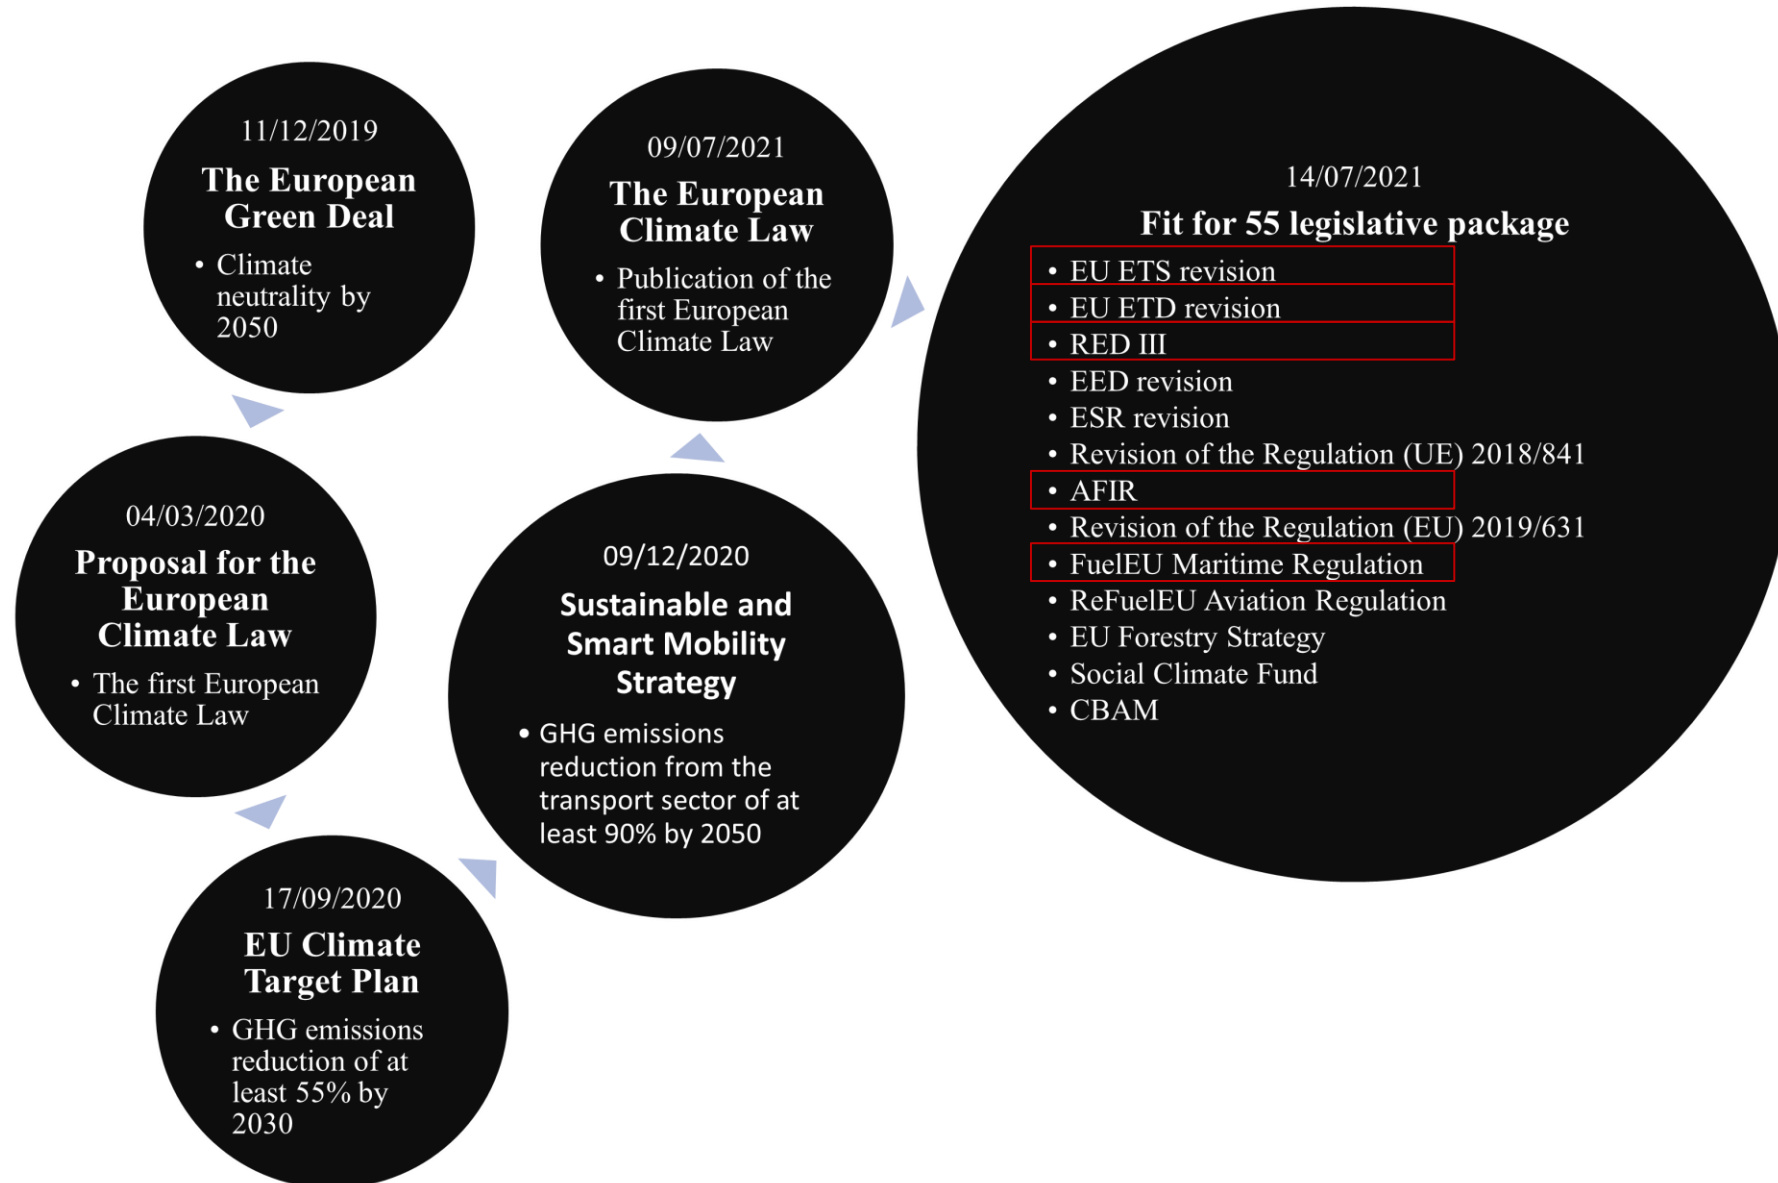 11/12/2019
The European
Green Deal
• Climate
neutrality by
2050
04/03/2020
Proposal for the
European
Climate Law
• The first European
Climate Law
17/09/2020
EU Climate
Target Plan
• GHG emissions
reduction of at
least 55% by
2030
09/12/2020
Sustainable and
Smart Mobility
Strategy
• GHG emissions
reduction from the
transport sector of at
least 90% by 2050
09/07/2021
The European
Climate Law
• Publication of the
first European
Climate Law
14/07/2021
Fit for 55 legislative package
• EU ETS revision
• EU ETD revision
• RED III
• EED revision
• ESR revision
• Revision of the Regulation (UE) 2018/841
• AFIR
• Revision of the Regulation (EU) 2019/631
• FuelEU Maritime Regulation
• ReFuelEU Aviation Regulation
• EU Forestry Strategy
• Social Climate Fund
• CBAM